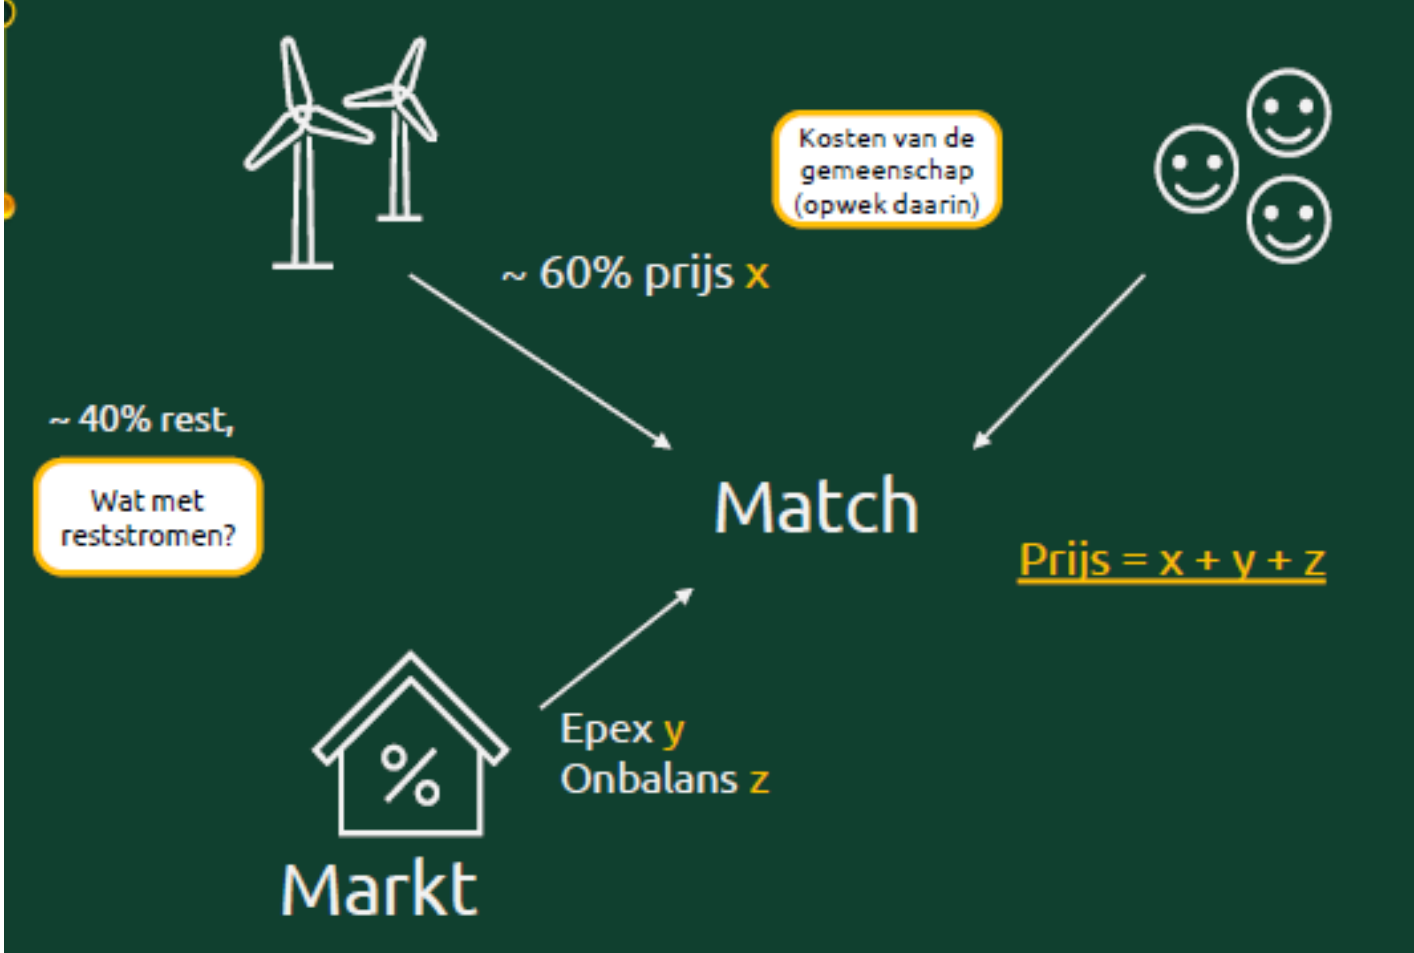 Kosten van de
gemeenschap
(opwek daarin)
~ 60% prijs x
~ 40% rest,
Wat met
reststromen?
Match
Prijs = x + y + z
Epex y
Onbalans z
%
Markt